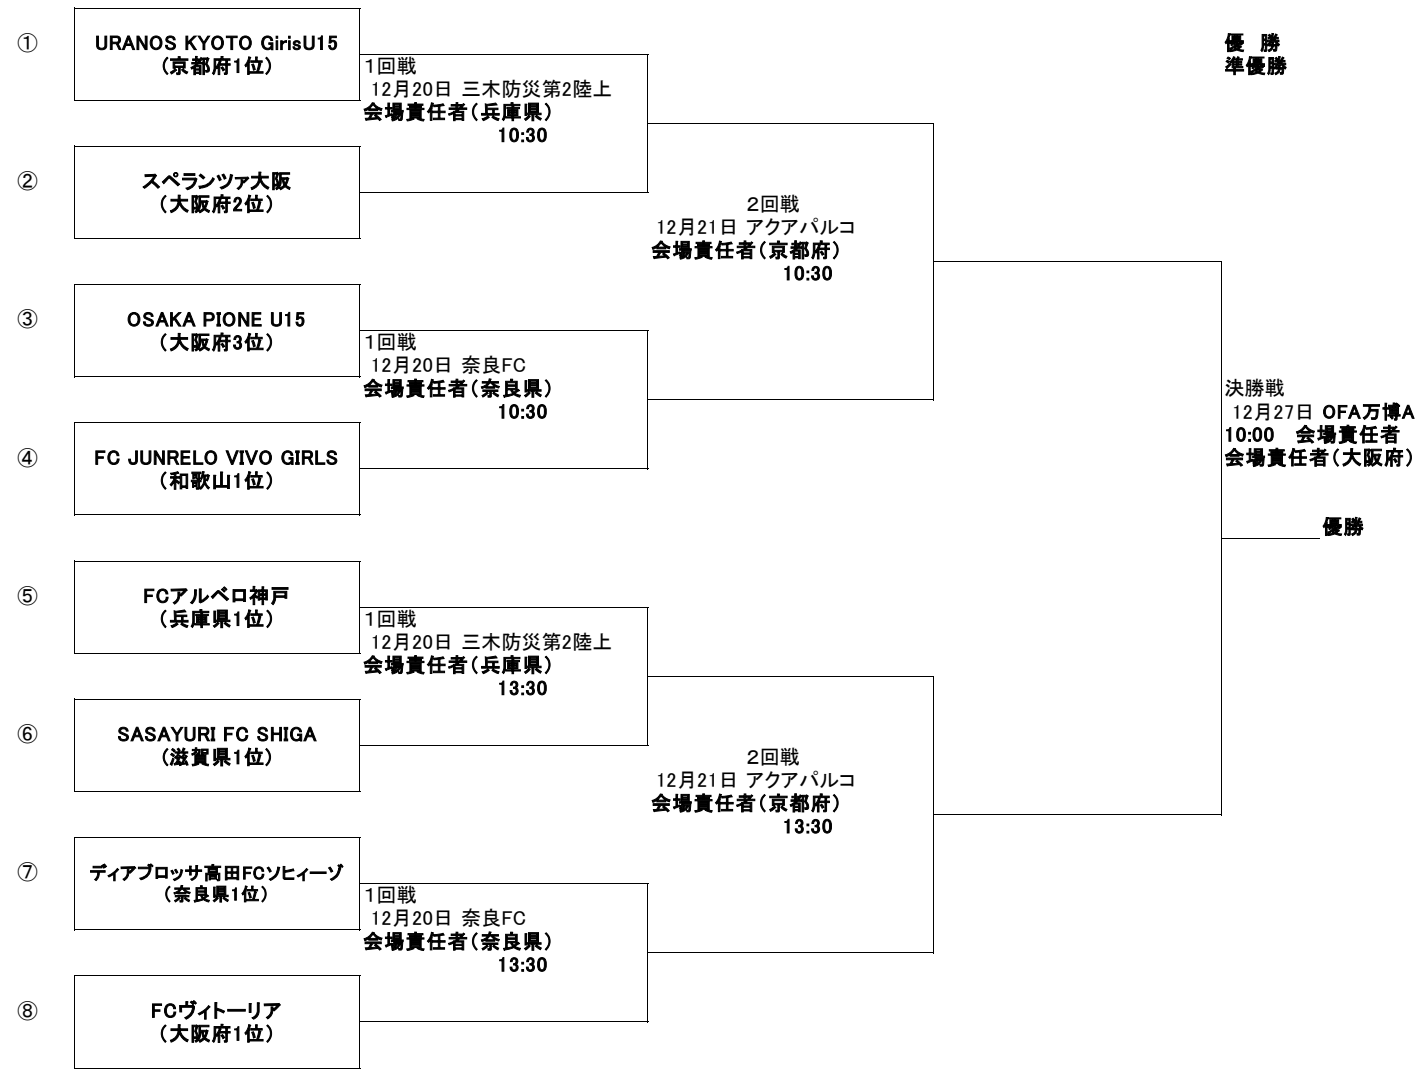 ①
URANOS KYOTO GirisU15
（京都府1位）
優　勝
準優勝
1回戦
12月20日 三木防災第2陸上
会場責任者（兵庫県）
10:30
②
スペランツァ大阪
（大阪府2位）
2回戦
12月21日 アクアパルコ
会場責任者（京都府）
10:30
③
OSAKA PIONE U15
（大阪府3位）
1回戦
12月20日 奈良FC
会場責任者（奈良県）
10:30
④
FC JUNRELO VIVO GIRLS
（和歌山1位）
決勝戦
12月27日 OFA万博A
10:00　会場責任者
会場責任者（大阪府）
優勝
⑤
FCアルベロ神戸
（兵庫県1位）
1回戦
12月20日 三木防災第2陸上
会場責任者（兵庫県）
13:30
⑥
SASAYURI FC SHIGA
（滋賀県1位）
2回戦
12月21日 アクアパルコ
会場責任者（京都府）
13:30
⑦
ディアブロッサ高田FCソヒィーゾ
（奈良県1位）
1回戦
12月20日 奈良FC
会場責任者（奈良県）
13:30
⑧
FCヴィトーリア
（大阪府1位）